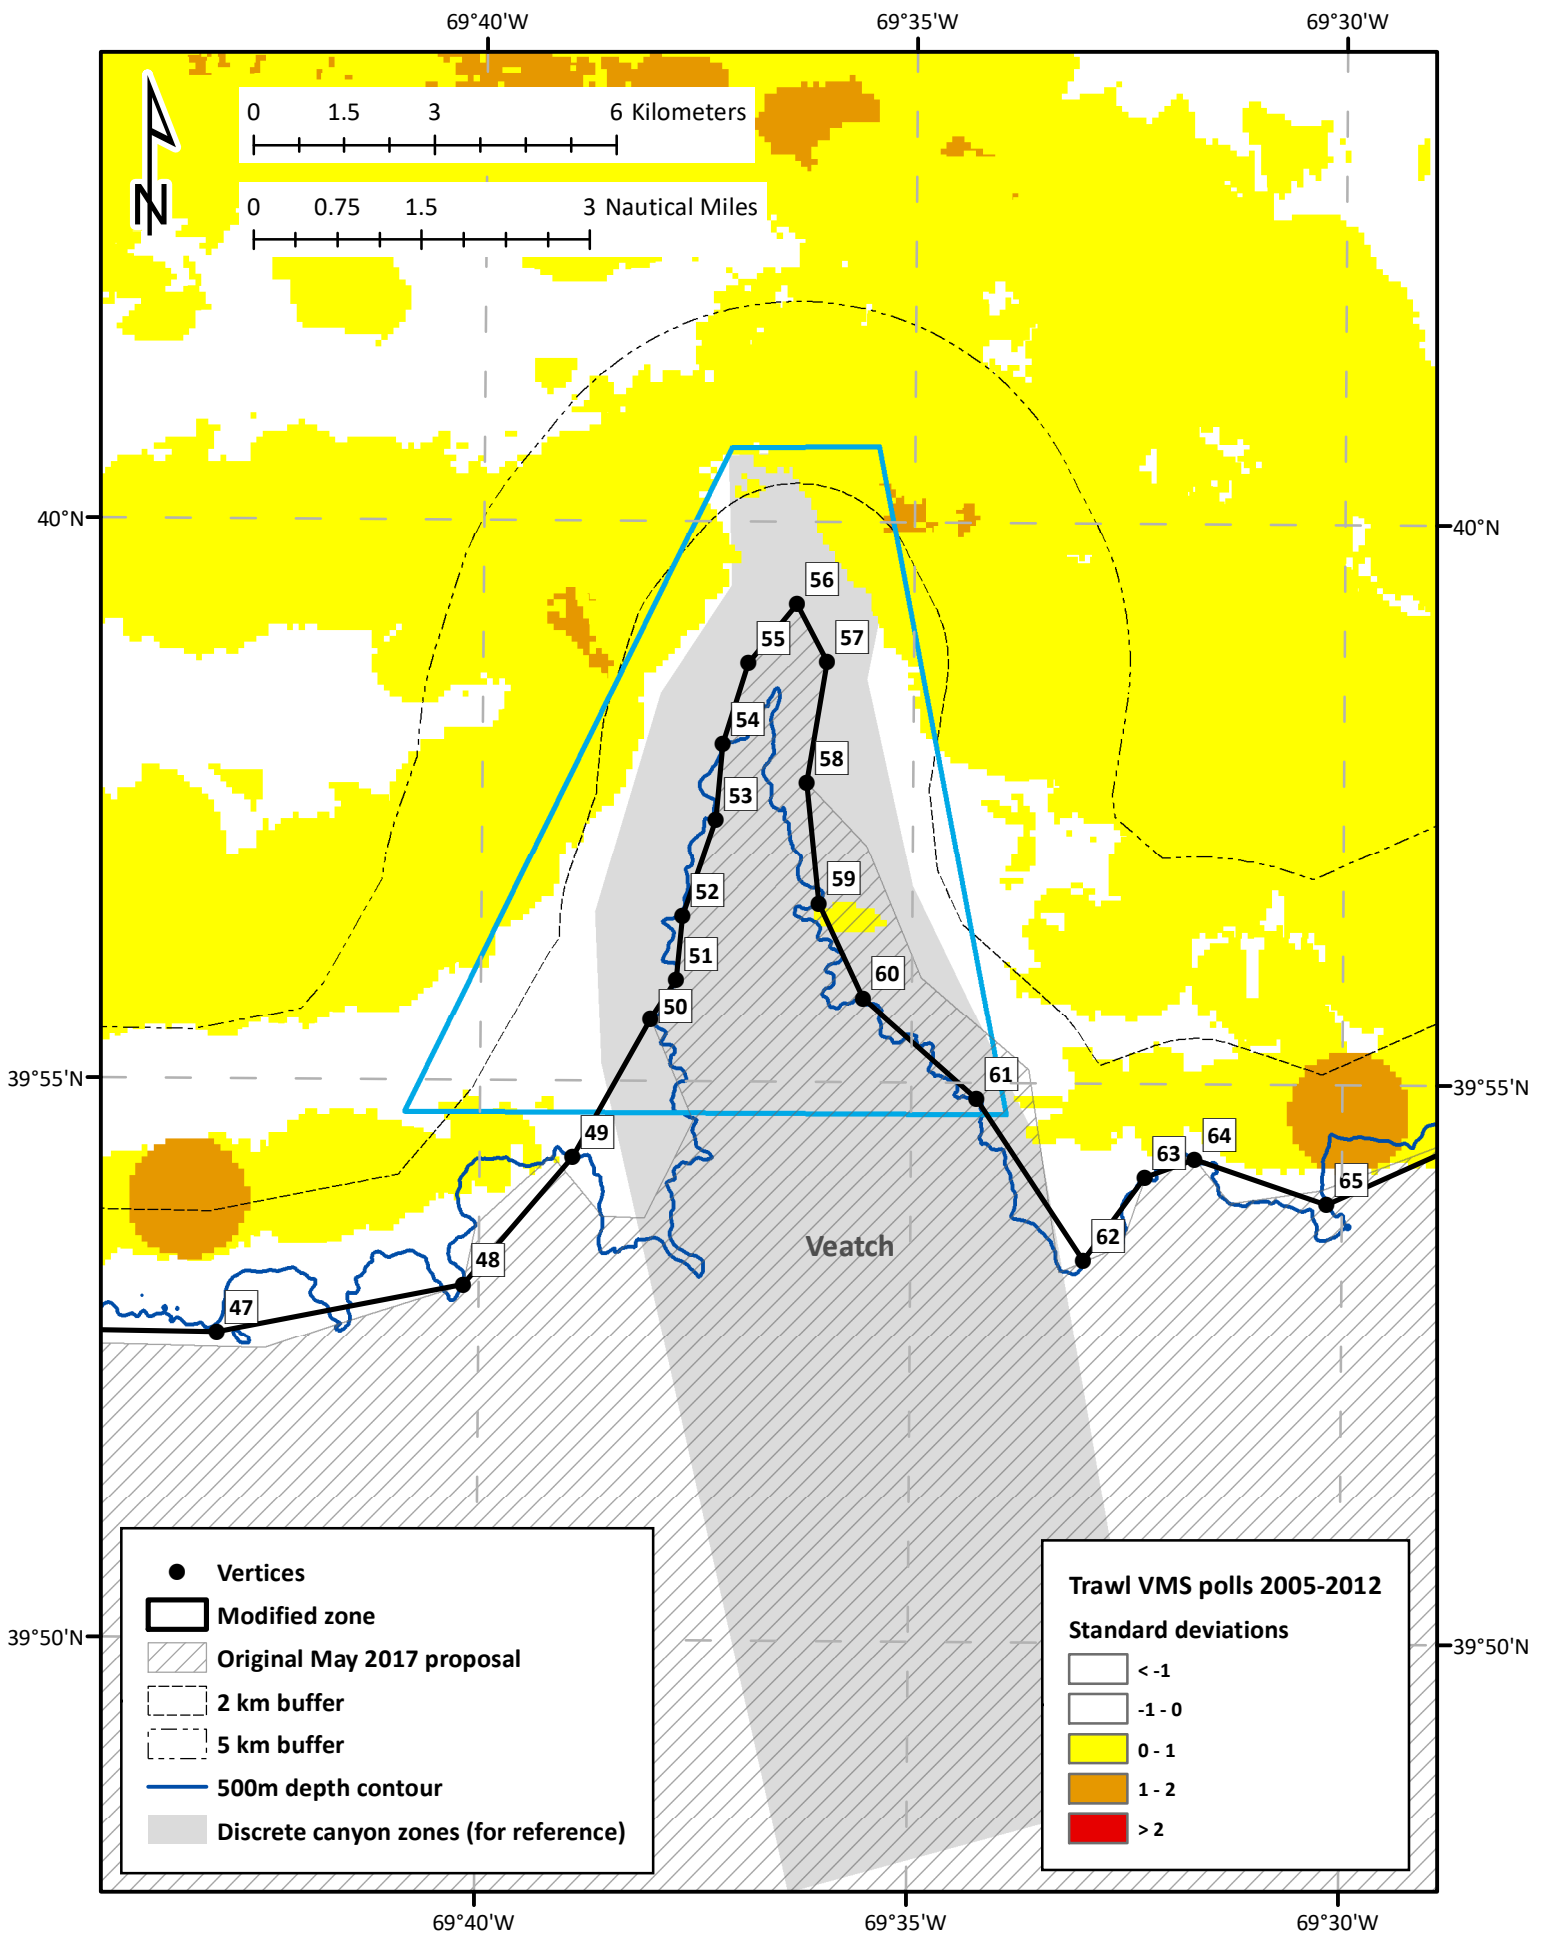 69°40'W 69°35'W 69°30'W
0 1.5 3 6 Kilometers
N
0 0.75 1.5 3 Nautical Miles
40°N 40°N
56
55 57
54
58
53
59
52
51
60
50
61
39°55'N 39°55'N
49
64
63
65
62
Veatch
48
47
Vertices
Modified zone
Original May 2017 proposal
2 km buffer
5 km buffer
500m depth contour
Discrete canyon zones (for reference)
Trawl VMS polls 2005-2012
Standard deviations
< -1
-1 - 0
0 - 1
1 - 2
> 2
39°50'N 39°50'N
69°40'W 69°35'W 69°30'W